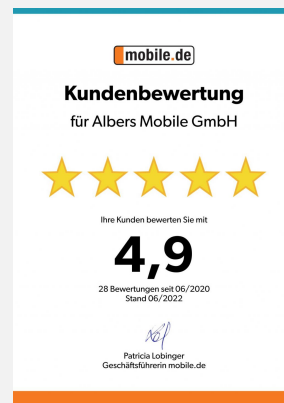 mobile.de
Kundenbewertung
für Albers Mobile GmbH
Ihre Kunden bewerten Sie mit
4,9
28 Bewertungen seit 06/2020
Stand 06/2022
Patricia Lobinger
Geschäftsführerin mobile.de